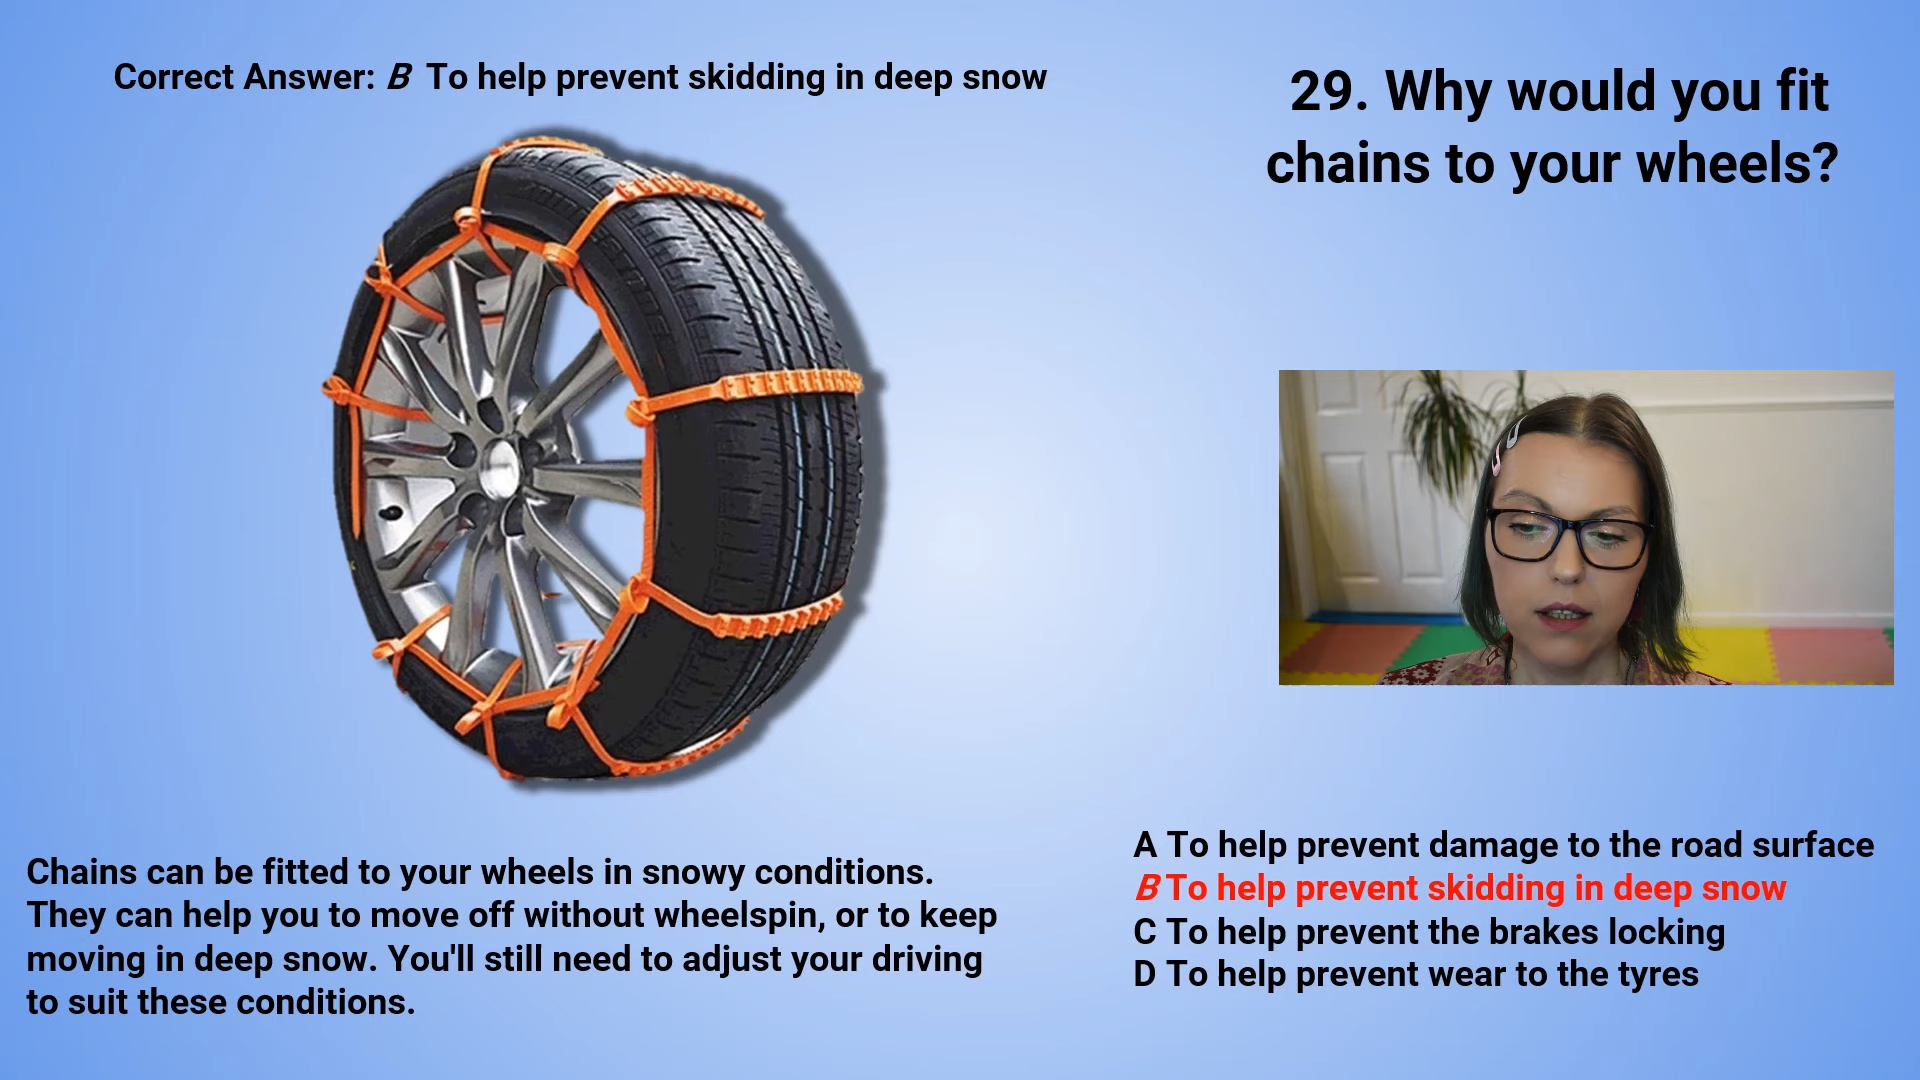 Correct Answer: B To help prevent skidding in deep snow
29. Why would you fit
chains to your wheels?
Chains can be fitted to your wheels in snowy conditions.
They can help you to move off without wheelspin, or to keep
moving in deep snow. You'll still need to adjust your driving
to suit these conditions.
A To help prevent damage to the road surface
B To help prevent skidding in deep snow
C To help prevent the brakes locking
D To help prevent wear to the tyres